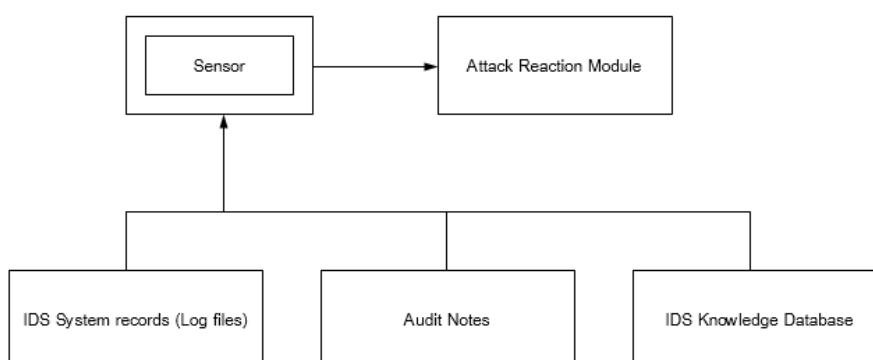 Sensor
Attack Reaction Module
IDS System records (Log files)
Audit Notes
IDS Knowledge Database